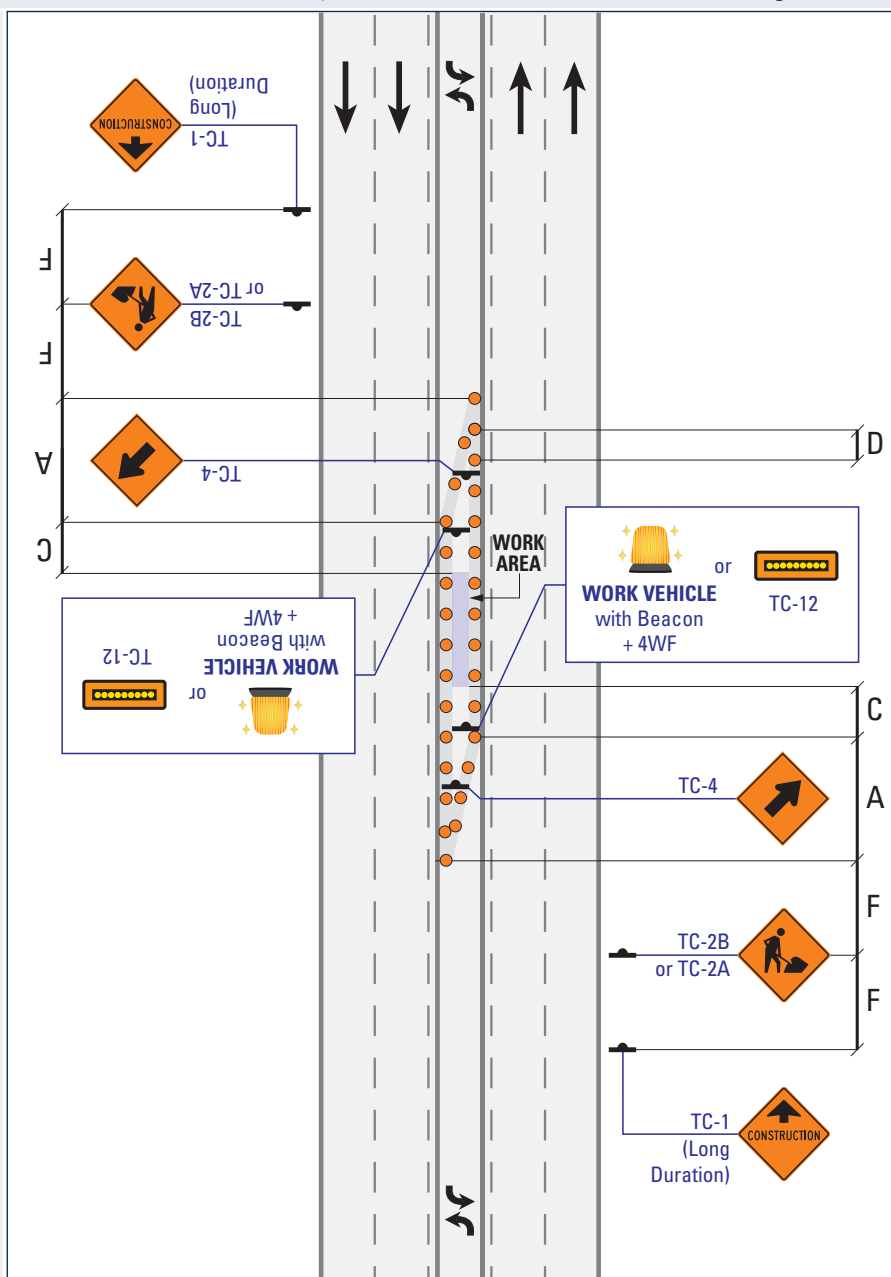 TC-1
(Long
Duration)
CONSTRUCTION
F
TC-2B
or TC-2A
F
A
TC-4
C
D
WORK
AREA
WORK VEHICLE
with Beacon
+ 4WF
or
TC-12
WORK VEHICLE
with Beacon
+ 4WF
or
TC-12
C
TC-4
A
F
TC-2B
or TC-2A
F
TC-1
(Long
Duration)
CONSTRUCTION